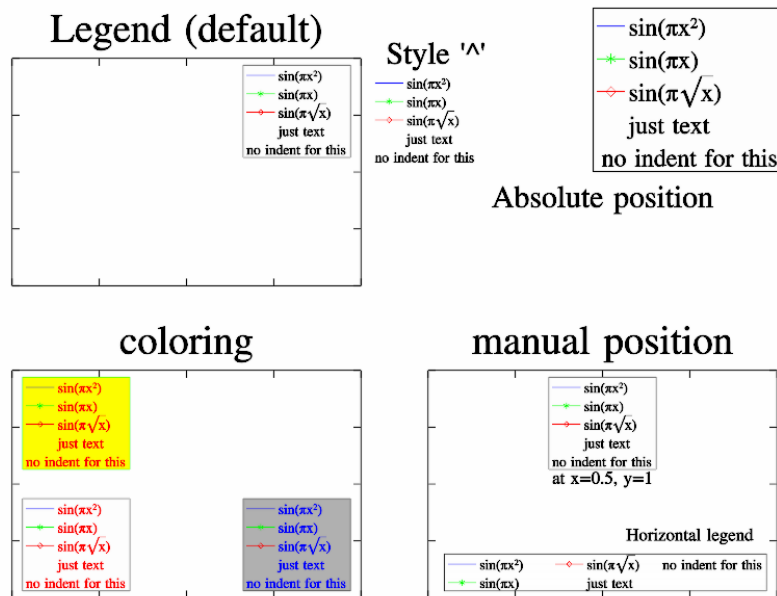 Legend (default)
sin(πx²)
sin(πx)
sin(π√x)
just text
no indent for this
Style '^'
sin(πx²)
sin(πx)
sin(π√x)
just text
no indent for this
sin(πx²)
sin(πx)
sin(π√x)
just text
no indent for this
Absolute position
coloring
sin(πx²)
sin(πx)
sin(π√x)
just text
no indent for this
sin(πx²)
sin(πx)
sin(π√x)
just text
no indent for this
sin(πx²)
sin(πx)
sin(π√x)
just text
no indent for this
manual position
sin(πx²)
sin(πx)
sin(π√x)
just text
no indent for this
at x=0.5, y=1
Horizontal legend
sin(πx²) sin(π√x) no indent for this
sin(πx) just text